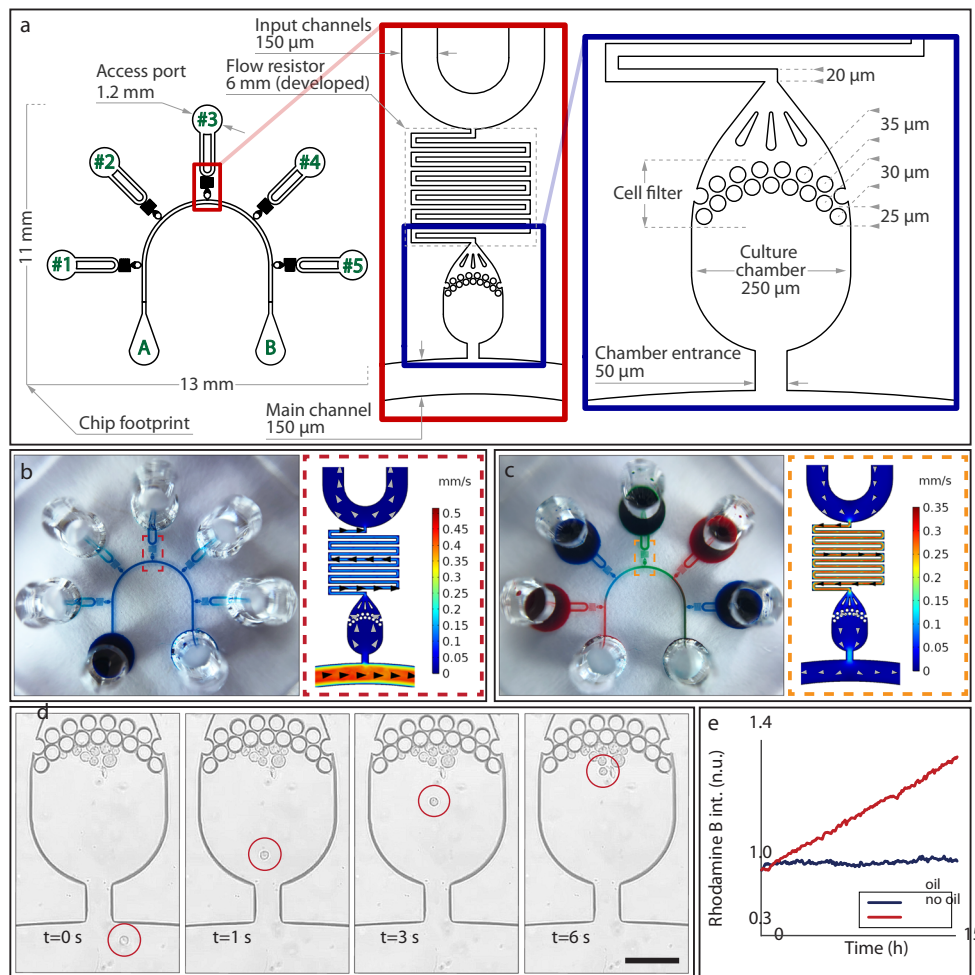 a
Input channels
150 µm
Flow resistor
6 mm (developed)
Access port
1.2 mm
#3
#2
#4
#1
#5
A
B
11 mm
13 mm
Chip footprint
Main channel
150 µm
20 µm
35 µm
30 µm
25 µm
Cell filter
Culture
chamber
250 µm
Chamber entrance
50 µm
b
mm/s
0.5
0.45
0.4
0.35
0.3
0.25
0.2
0.15
0.1
0.05
0
c
mm/s
0.35
0.3
0.25
0.2
0.15
0.1
0.05
0
d
t=0 s
t=1 s
t=3 s
t=6 s
e
1.4
1.0
0.3
Rhodamine B int. (n.u.)
oil
no oil
0
15
Time (h)